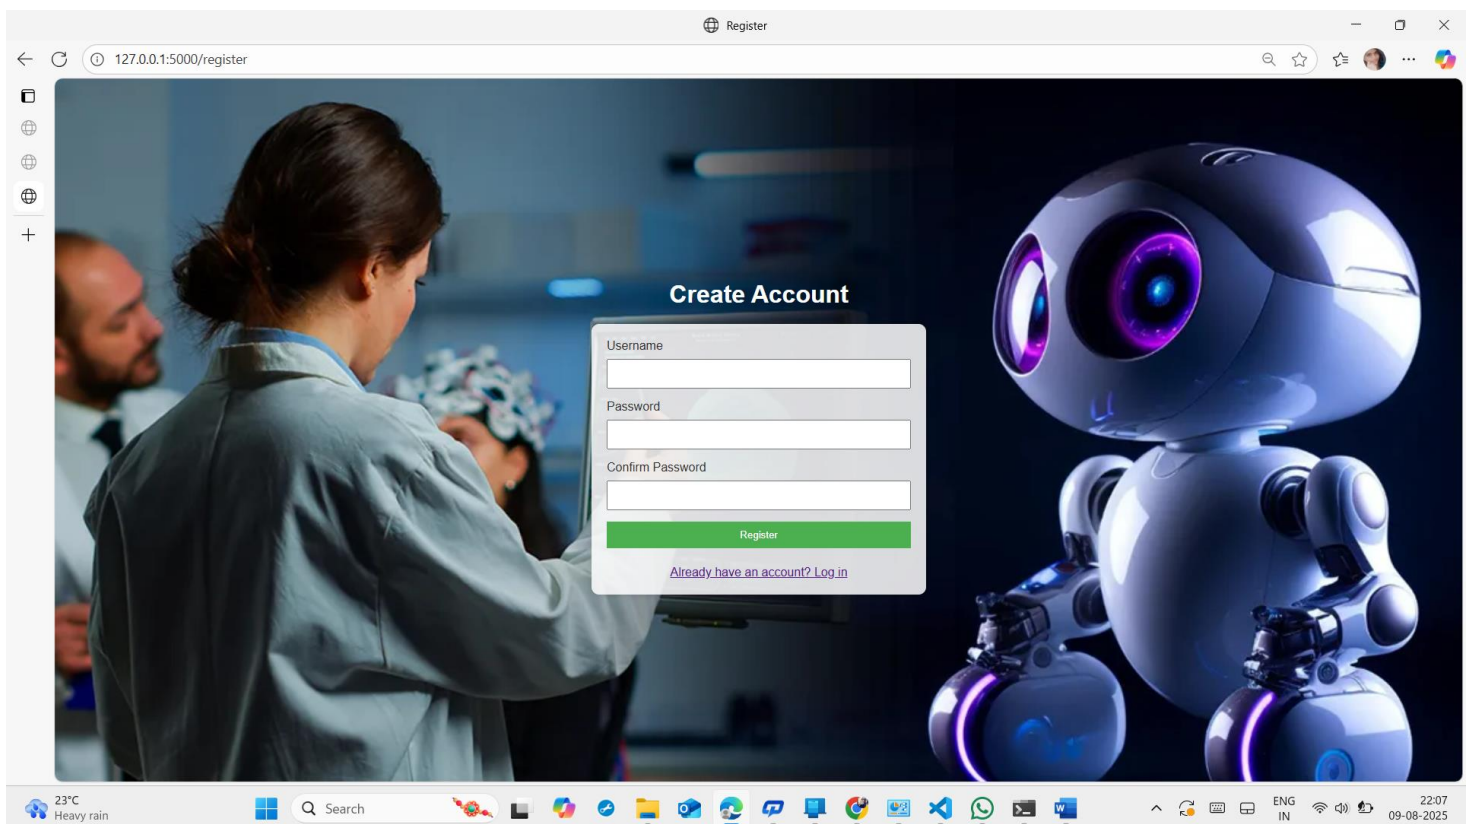 Register
127.0.0.1:5000/register
Create Account
Username
Password
Confirm Password
Register
Already have an account? Log in
23°C
Heavy rain
Search
ENG
IN
22:07
09-08-2025